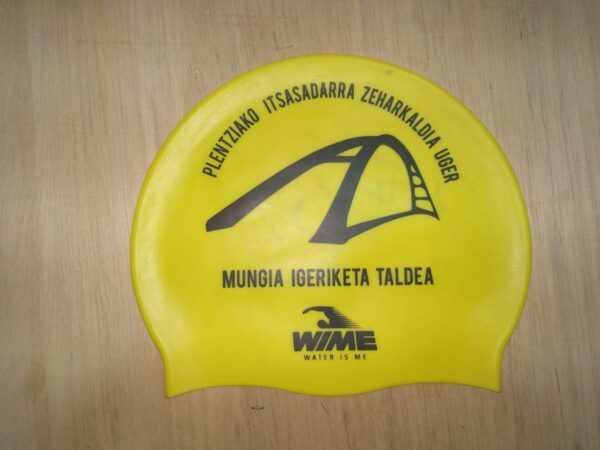 PLENTZIAKO ITSASADARRA ZEHARKALDIA UGER
MUNGIA IGERIKETA TALDEA
WIME
WATER IS ME